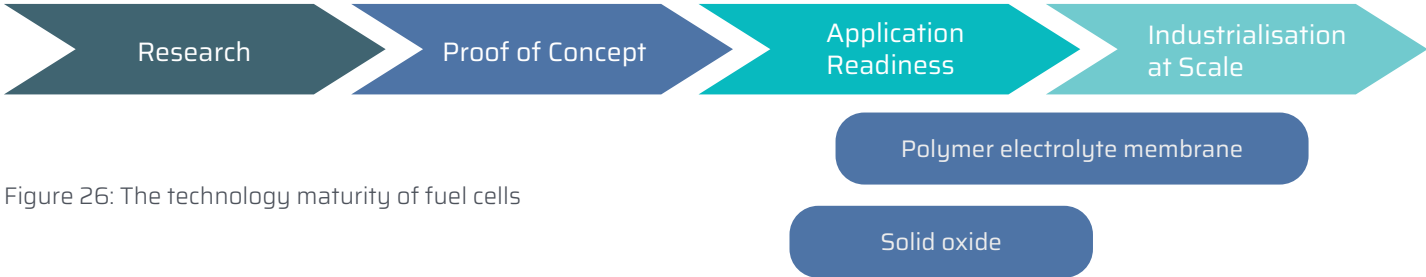 Research
Proof of Concept
Application
Readiness
Industrialisation
at Scale
Polymer electrolyte membrane
Figure 26: The technology maturity of fuel cells
Solid oxide